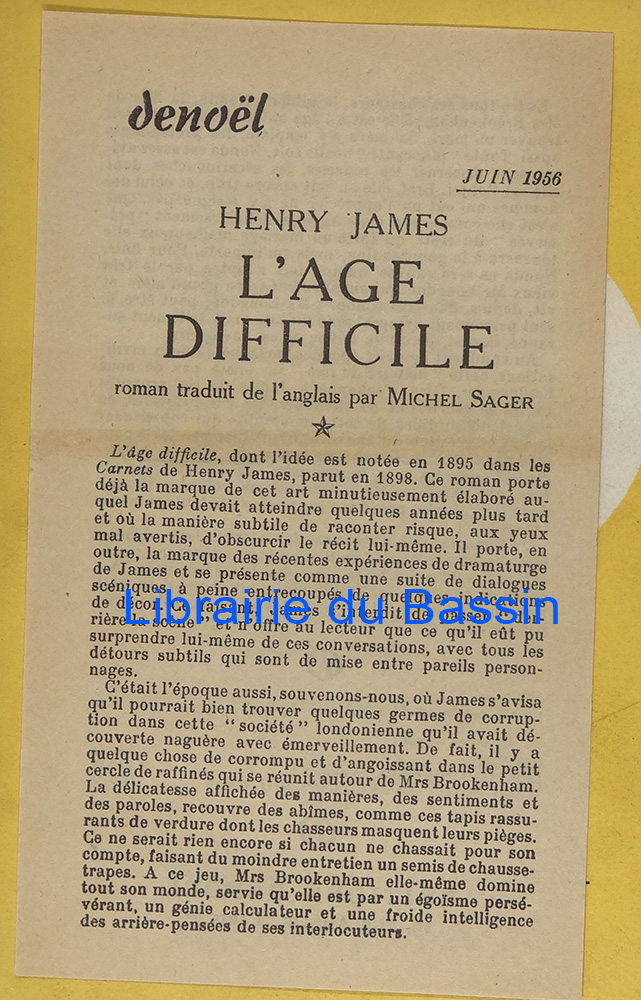 denoël
JUIN 1956
HENRY JAMES
L'AGE
DIFFICILE
roman traduit de l'anglais par MICHEL SAGER
L'âge difficile, dont l'idée est notée en 1895 dans les
Carnets de Henry James, parut en 1898. Ce roman porte
déjà la marque de cet art minutieusement élaboré au-
quel James devait atteindre quelques années plus tard
et où la manière subtile de raconter risque, aux yeux
mal avertis, d'obscurcir le récit lui-même. Il porte, en
outre, la marque des récentes expériences de dramaturge
de James et se présente comme une suite de dialogues
scéniques, à peine entrecoupés de quelques indications
de décor. Ce faisant, James s'interdit de passer "der-
Librairie du Bassin
rière la scène" et n'offre au lecteur que ce qu'il eût pu
surprendre lui-même de ces conversations, avec tous les
détours subtils qui sont de mise entre pareils person-
nages.
C'était l'époque aussi, souvenons-nous, où James s'avisa
qu'il pourrait bien trouver quelques germes de corrup-
tion dans cette "société" londonienne qu'il avait dé-
couverte naguère avec émerveillement. De fait, il y a
quelque chose de corrompu et d'angoissant dans le petit
cercle de raffinés qui se réunit autour de Mrs Brookenham.
La délicatesse affichée des manières, des sentiments et
des paroles, recouvre des abîmes, comme ces tapis rassu-
rants de verdure dont les chasseurs masquent leurs pièges.
Ce ne serait rien encore si chacun ne chassait pour son
compte, faisant du moindre entretien un semis de chausse-
trapes. A ce jeu, Mrs Brookenham elle-même domine
tout son monde, servie qu'elle est par un égoïsme persé-
vérant, un génie calculateur et une froide intelligence
des arrière-pensées de ses interlocuteurs.